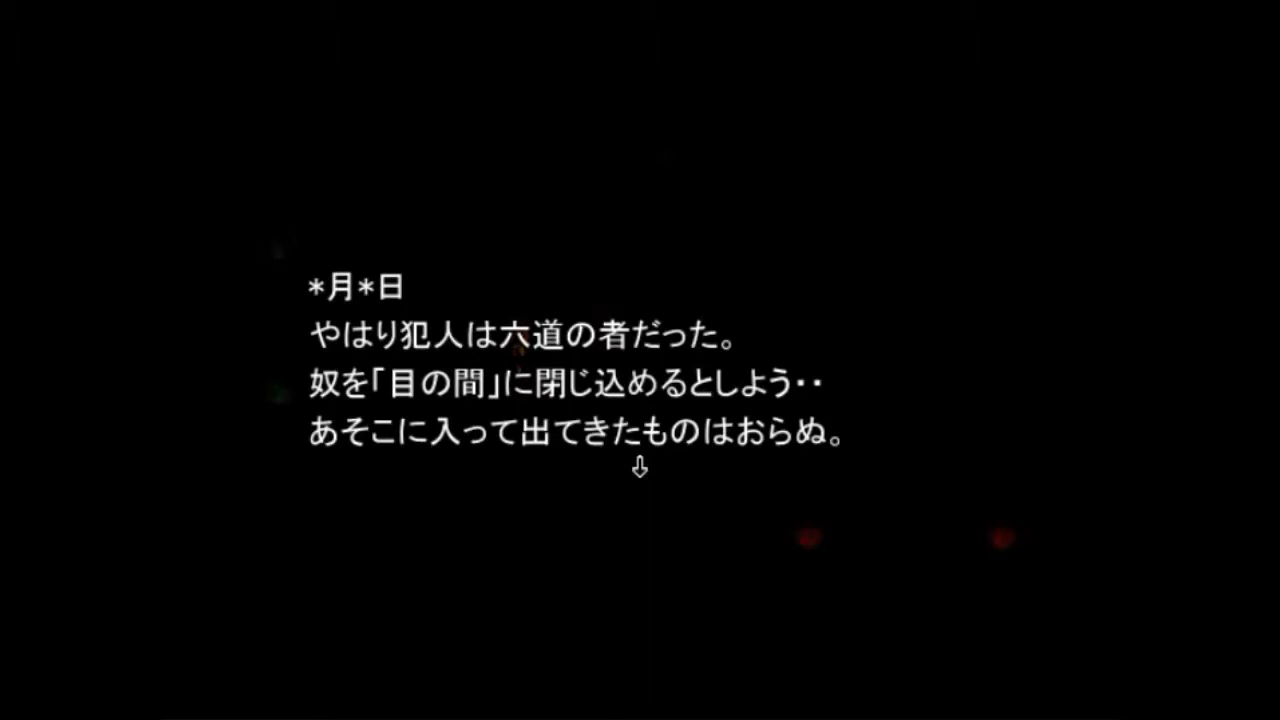 *月*日
やはり犯人は六道の者だった。
奴を「目の間」に閉じ込めるとしよう・・
あそこに入って出てきたものはおらぬ。
⇩